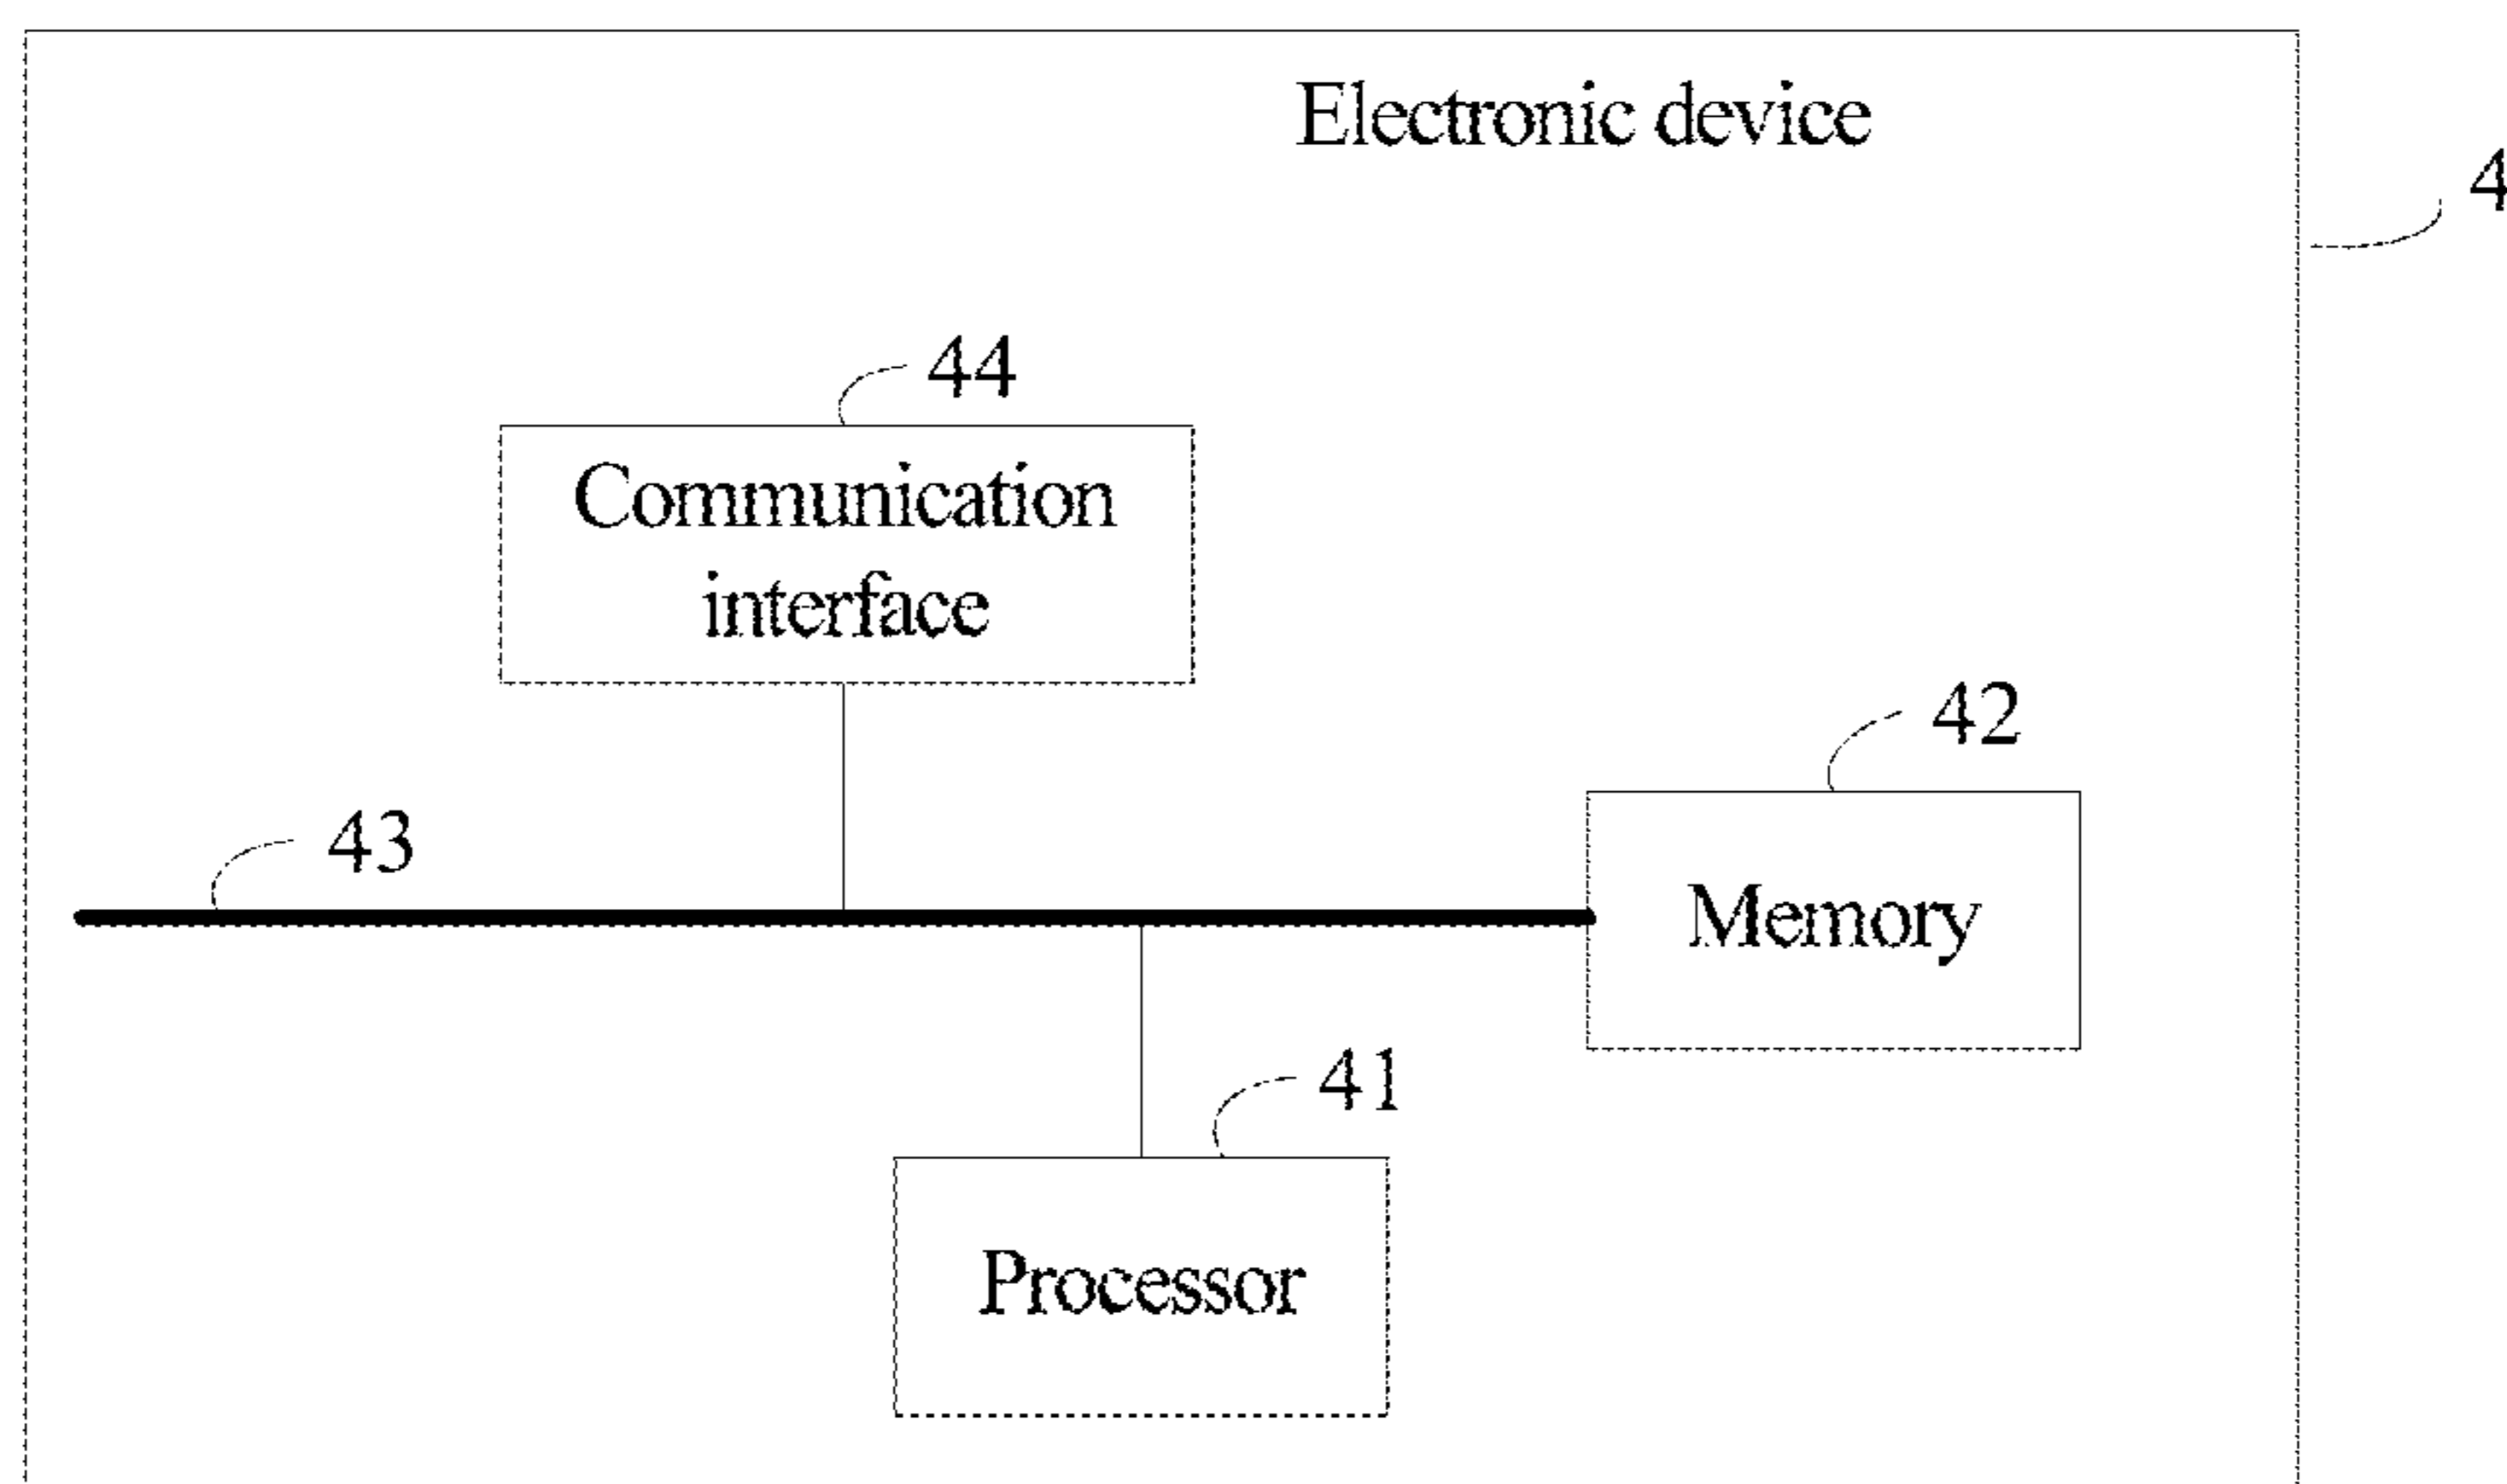 Electronic device
4
44
Communication
interface
42
43
Memory
41
Processor